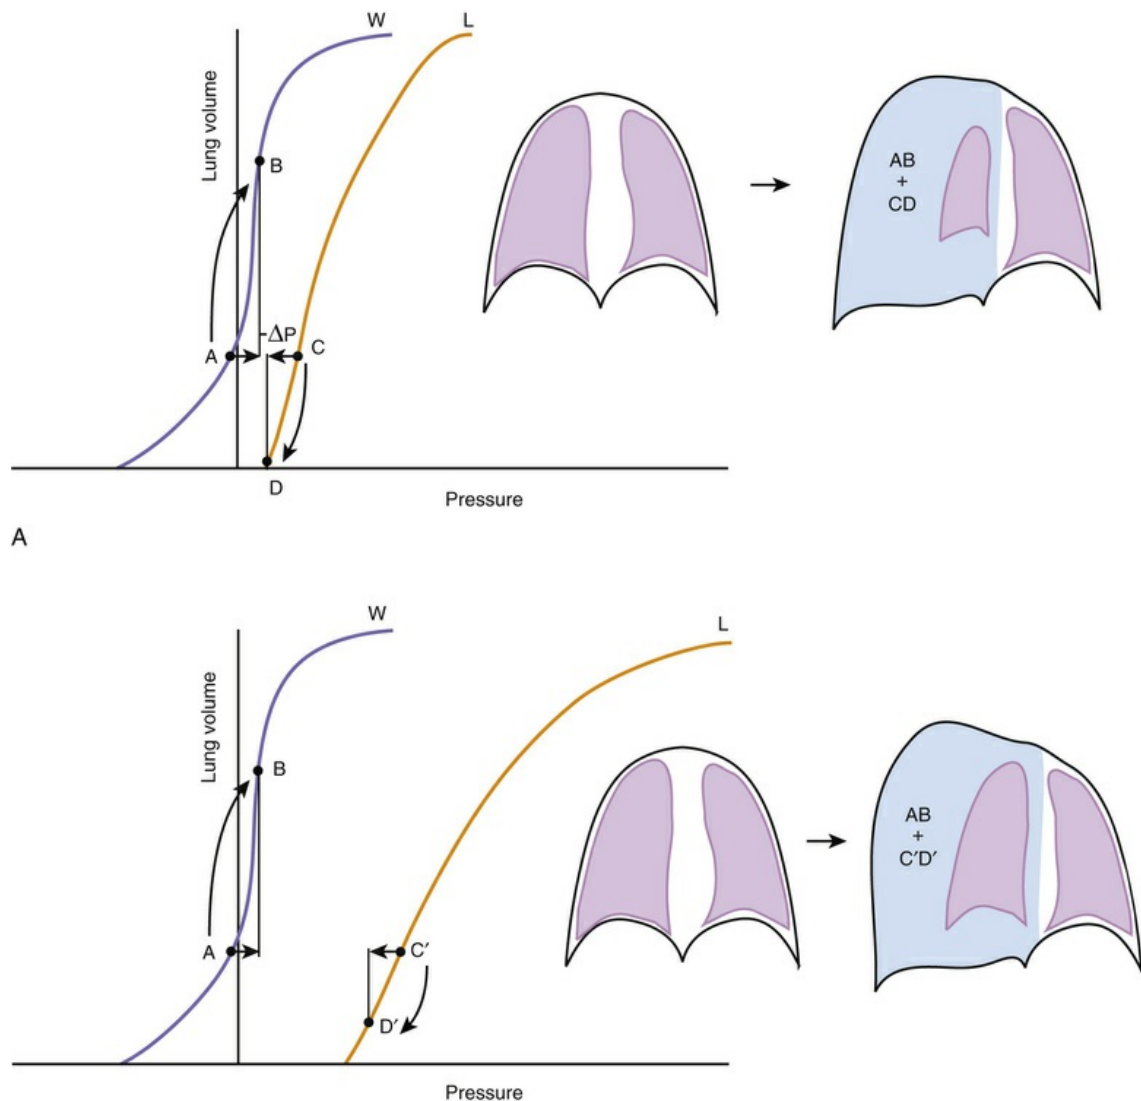 W
L
Lung volume
B
A
ΔP
C
D
Pressure
AB
+
CD
A
W
L
Lung volume
B
A
C′
D′
Pressure
AB
+
C′D′